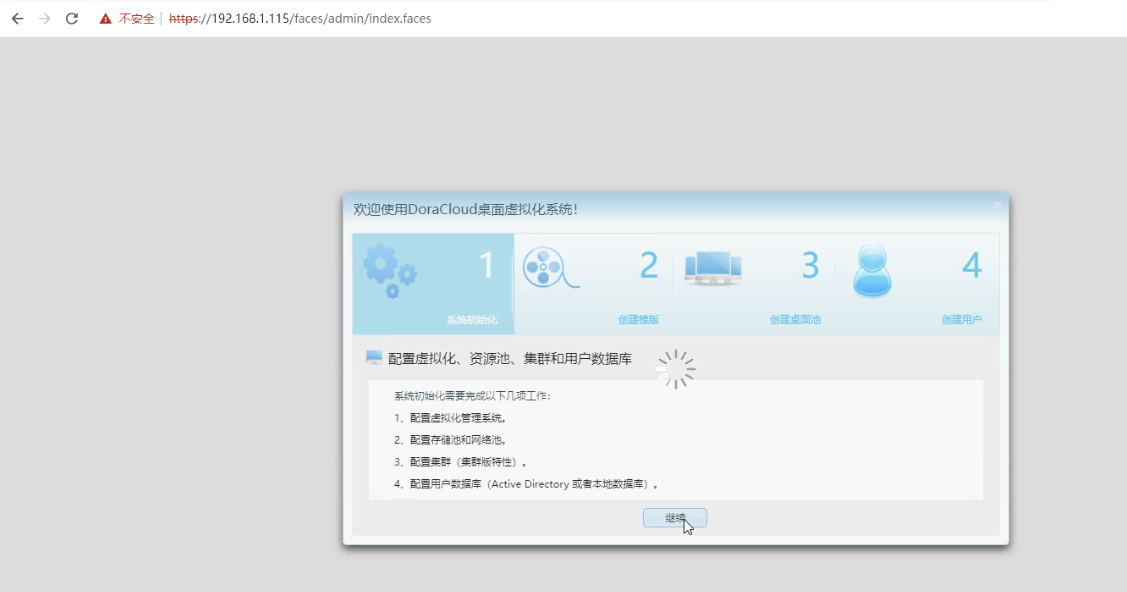 不安全 https://192.168.1.115/faces/admin/index.faces
欢迎使用DoraCloud桌面虚拟化系统!
1 2 3 4
系统初始化 创建模版 创建桌面池 创建用户
配置虚拟化、资源池、集群和用户数据库
系统初始化需要完成以下几项工作:
1、配置虚拟化管理系统。
2、配置存储池和网络池。
3、配置集群（集群版特性）。
4、配置用户数据库（Active Directory 或者本地数据库）。
继续